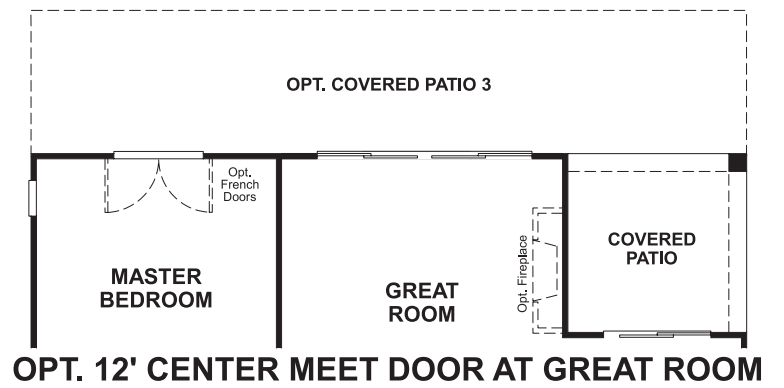 OPT. COVERED PATIO 3
Opt.
French
Doors
MASTER
BEDROOM
GREAT
ROOM
Opt. Fireplace
COVERED
PATIO
OPT. 12' CENTER MEET DOOR AT GREAT ROOM